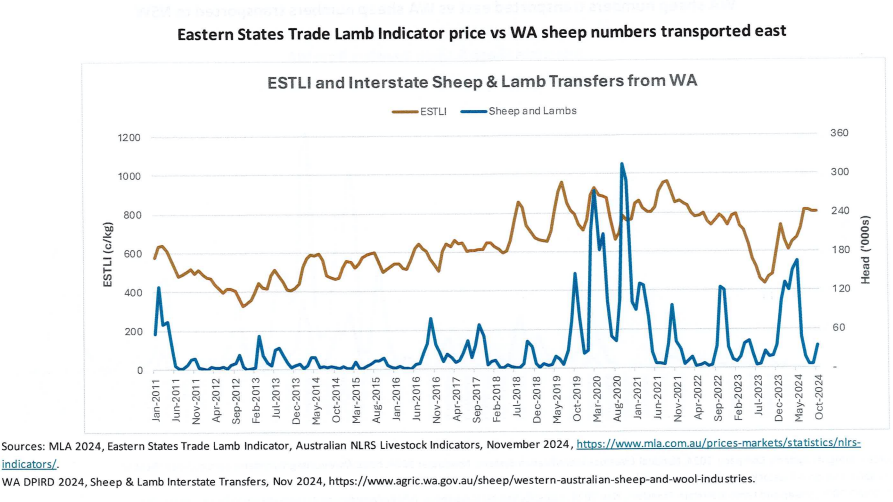 Eastern States Trade Lamb Indicator price vs WA sheep numbers transported east
ESTLI and Interstate Sheep & Lamb Transfers from WA
ESTLI
Sheep and Lambs
1200
1000
800
600
400
200
0
ESTLI (c/kg)
360
300
240
180
120
60
-
Head ('000s)
Jan-2011
Jun-2011
Nov-2011
Apr-2012
Sep-2012
Feb-2013
Jul-2013
Dec-2013
May-2014
Oct-2014
Mar-2015
Aug-2015
Jan-2016
Jun-2016
Nov-2016
Apr-2017
Sep-2017
Feb-2018
Jul-2018
Dec-2018
May-2019
Oct-2019
Mar-2020
Aug-2020
Jan-2021
Jun-2021
Nov-2021
Apr-2022
Sep-2022
Feb-2023
Jul-2023
Dec-2023
May-2024
Oct-2024
Sources: MLA 2024, Eastern States Trade Lamb Indicator, Australian NLRS Livestock Indicators, November 2024, https://www.mla.com.au/prices-markets/statistics/nlrs-
indicators/.
WA DPIRD 2024, Sheep & Lamb Interstate Transfers, Nov 2024, https://www.agric.wa.gov.au/sheep/western-australian-sheep-and-wool-industries.